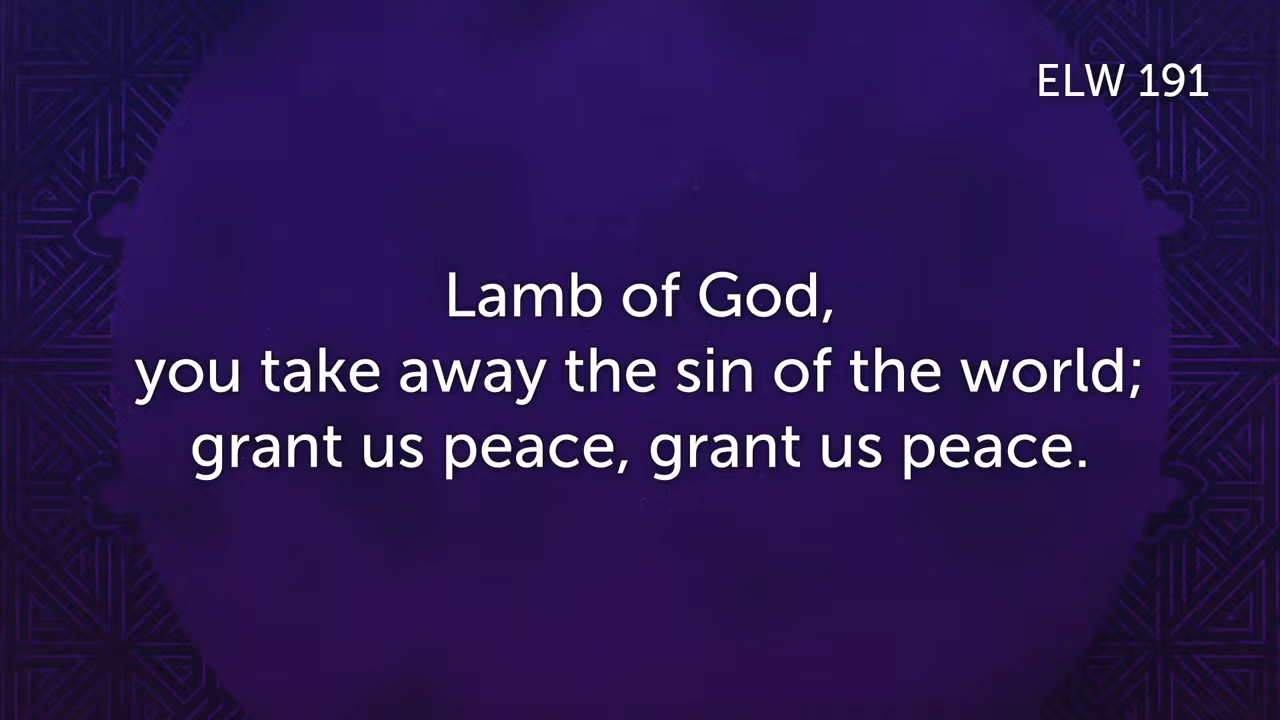 ELW 191
Lamb of God,
you take away the sin of the world;
grant us peace, grant us peace.